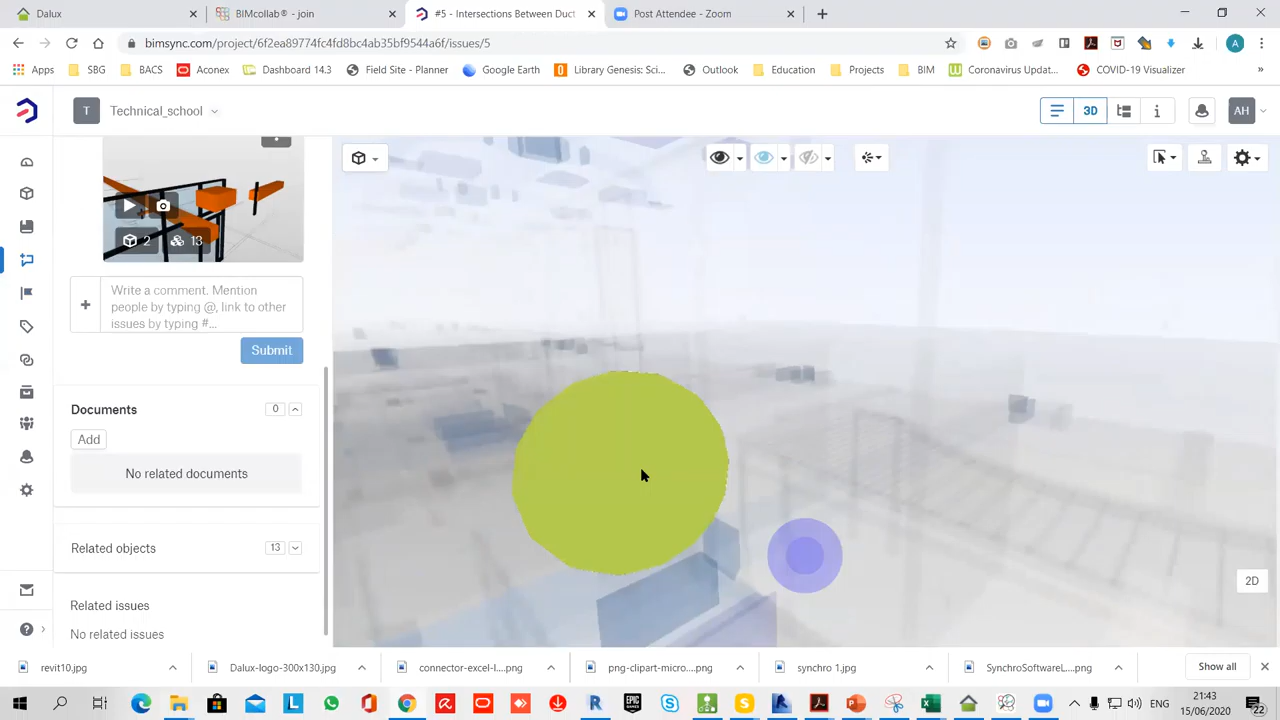 Dalux
BIMcollab® - join
#5 - Intersections Between Duct
Post Attendee - Zoom
bimsync.com/project/6f2ea89774fc4fd8bc4ab35bf9544a6f/issues/5
A
Apps
SBG
BACS
Aconex
Dashboard 14.3
Field Site - Planner
Google Earth
Library Genesis: Sci...
Outlook
Education
Projects
BIM
Coronavirus Updat...
COVID-19 Visualizer
»
T
Technical_school
3D
AH
2
13
Write a comment. Mention
people by typing @, link to other
issues by typing #...
Submit
Documents
0
Add
No related documents
Related objects
13
Related issues
No related issues
2D
revit10.jpg
Dalux-logo-300x130.jpg
connector-excel-I....png
png-clipart-micro....png
synchro 1.jpg
SynchroSoftwareL....png
Show all
ENG
21:43
15/06/2020
22